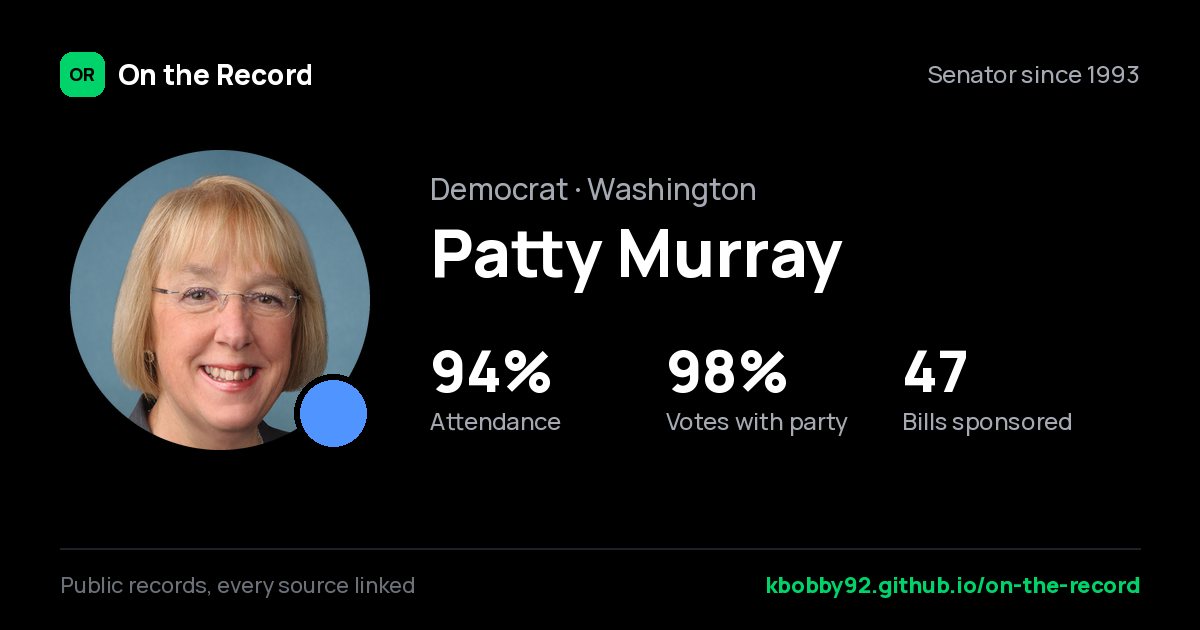 OR On the Record
Senator since 1993
Democrat · Washington
Patty Murray
94% 98% 47
Attendance Votes with party Bills sponsored
Public records, every source linked
kbobby92.github.io/on-the-record